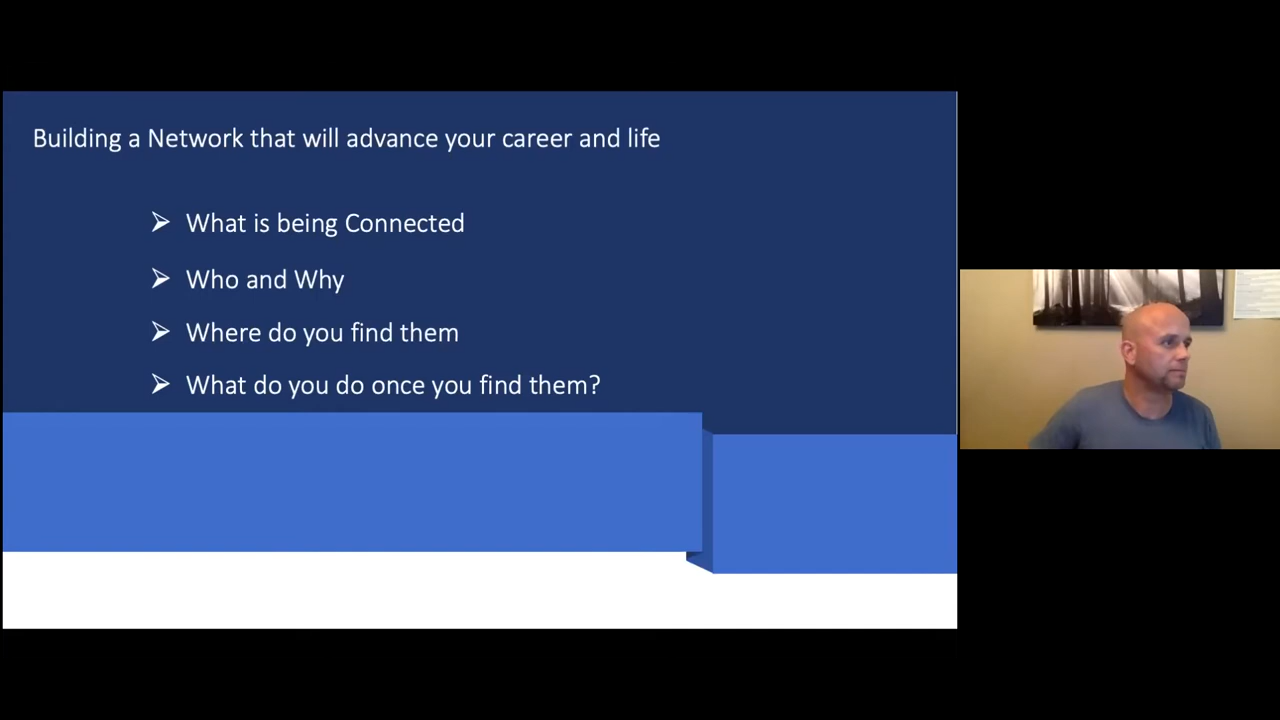 Building a Network that will advance your career and life
➢ What is being Connected
➢ Who and Why
➢ Where do you find them
➢ What do you do once you find them?